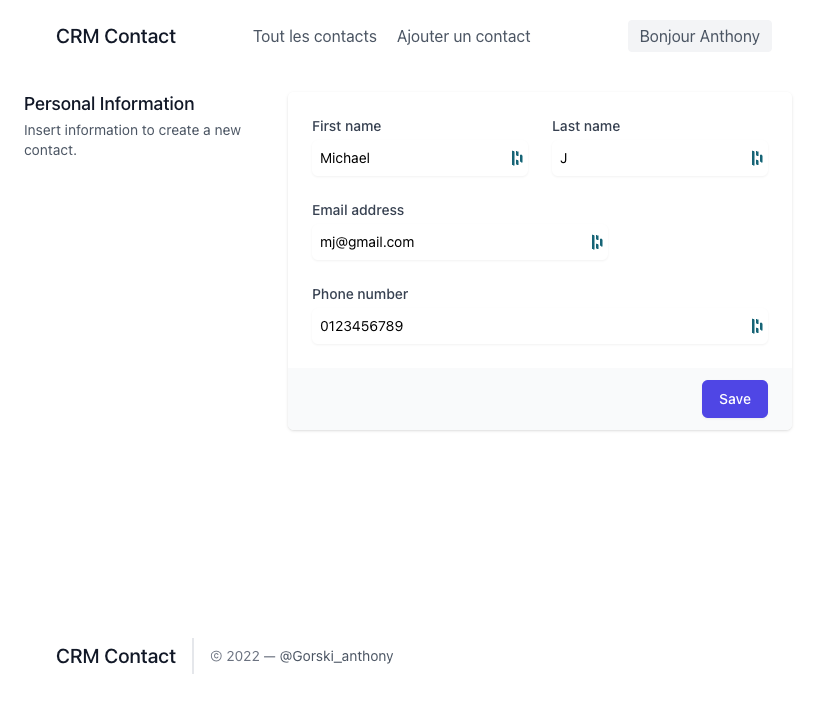 CRM Contact
Tout les contacts
Ajouter un contact
Bonjour Anthony
Personal Information
Insert information to create a new
contact.
First name
Last name
Michael
J
Email address
mj@gmail.com
Phone number
0123456789
Save
CRM Contact
© 2022 — @Gorski_anthony